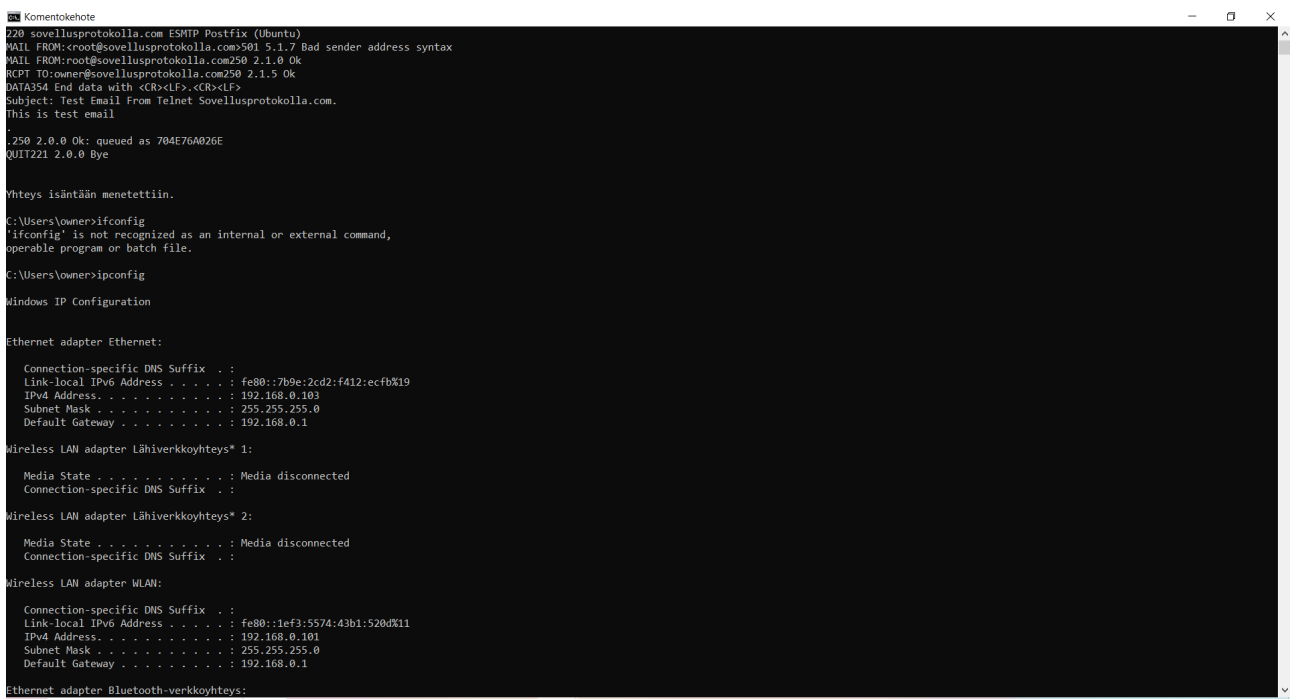 Komentokehote
220 sovellusprotokolla.com ESMTP Postfix (Ubuntu)
MAIL FROM:<root@sovellusprotokolla.com>501 5.1.7 Bad sender address syntax
MAIL FROM:root@sovellusprotokolla.com250 2.1.0 Ok
RCPT TO:owner@sovellusprotokolla.com250 2.1.5 Ok
DATA354 End data with <CR><LF>.<CR><LF>
Subject: Test Email From Telnet Sovellusprotokolla.com.
This is test email
.
.250 2.0.0 Ok: queued as 704E76A026E
QUIT221 2.0.0 Bye
Yhteys isäntään menetettiin.
C:\Users\owner>ifconfig
'ifconfig' is not recognized as an internal or external command,
operable program or batch file.
C:\Users\owner>ipconfig
Windows IP Configuration
Ethernet adapter Ethernet:
Connection-specific DNS Suffix . :
Link-local IPv6 Address . . . . . : fe80::7b9e:2cd2:f412:ecfb%19
IPv4 Address. . . . . . . . . . . : 192.168.0.103
Subnet Mask . . . . . . . . . . . : 255.255.255.0
Default Gateway . . . . . . . . . : 192.168.0.1
Wireless LAN adapter Lähiverkkoyhteys* 1:
Media State . . . . . . . . . . . : Media disconnected
Connection-specific DNS Suffix . :
Wireless LAN adapter Lähiverkkoyhteys* 2:
Media State . . . . . . . . . . . : Media disconnected
Connection-specific DNS Suffix . :
Wireless LAN adapter WLAN:
Connection-specific DNS Suffix . :
Link-local IPv6 Address . . . . . : fe80::1ef3:5574:43b1:520d%11
IPv4 Address. . . . . . . . . . . : 192.168.0.101
Subnet Mask . . . . . . . . . . . : 255.255.255.0
Default Gateway . . . . . . . . . : 192.168.0.1
Ethernet adapter Bluetooth-verkkoyhteys: